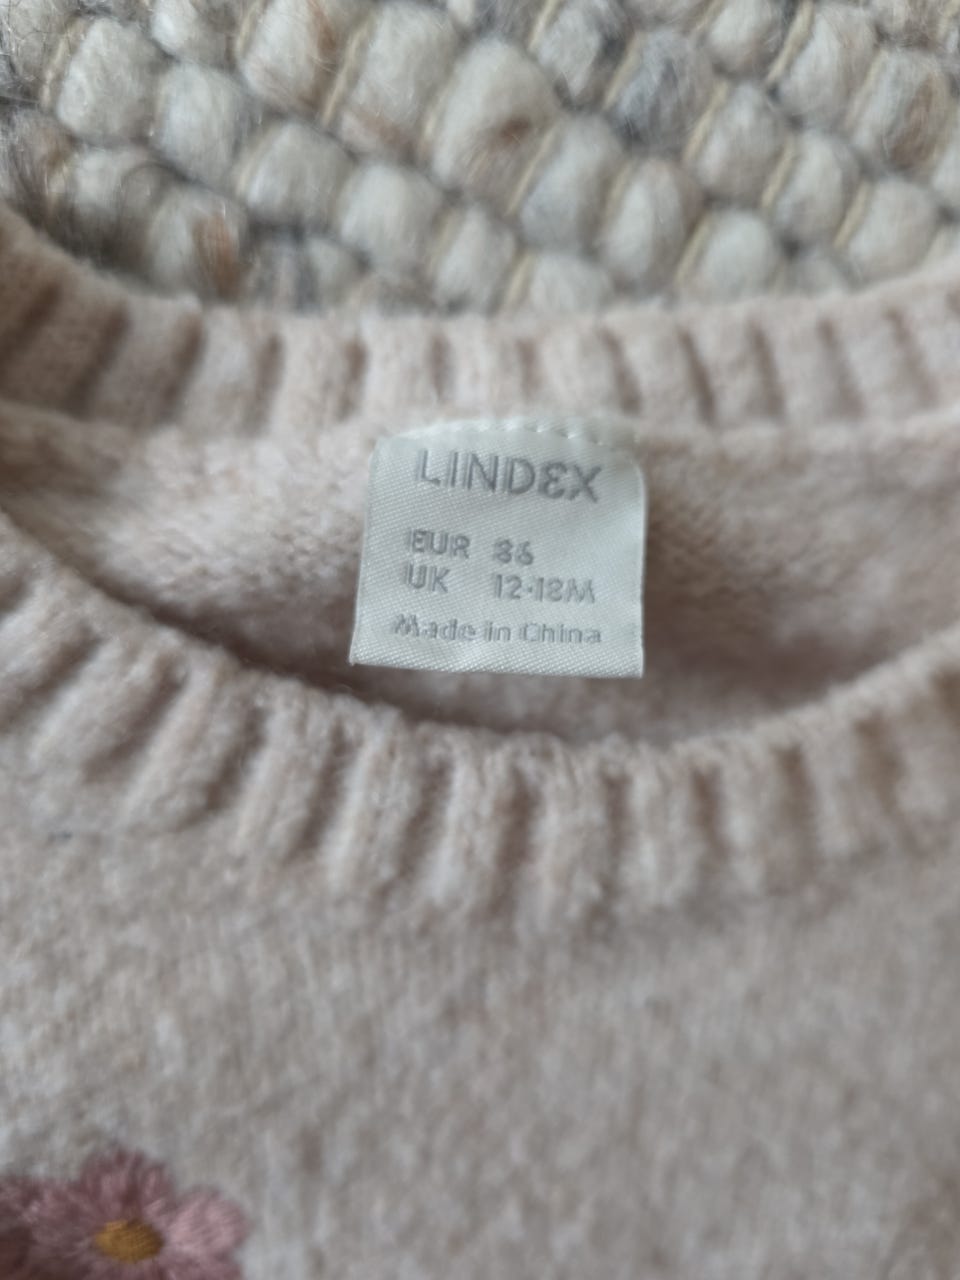 LINDEX
EUR 86
UK 12-18M
Made in China